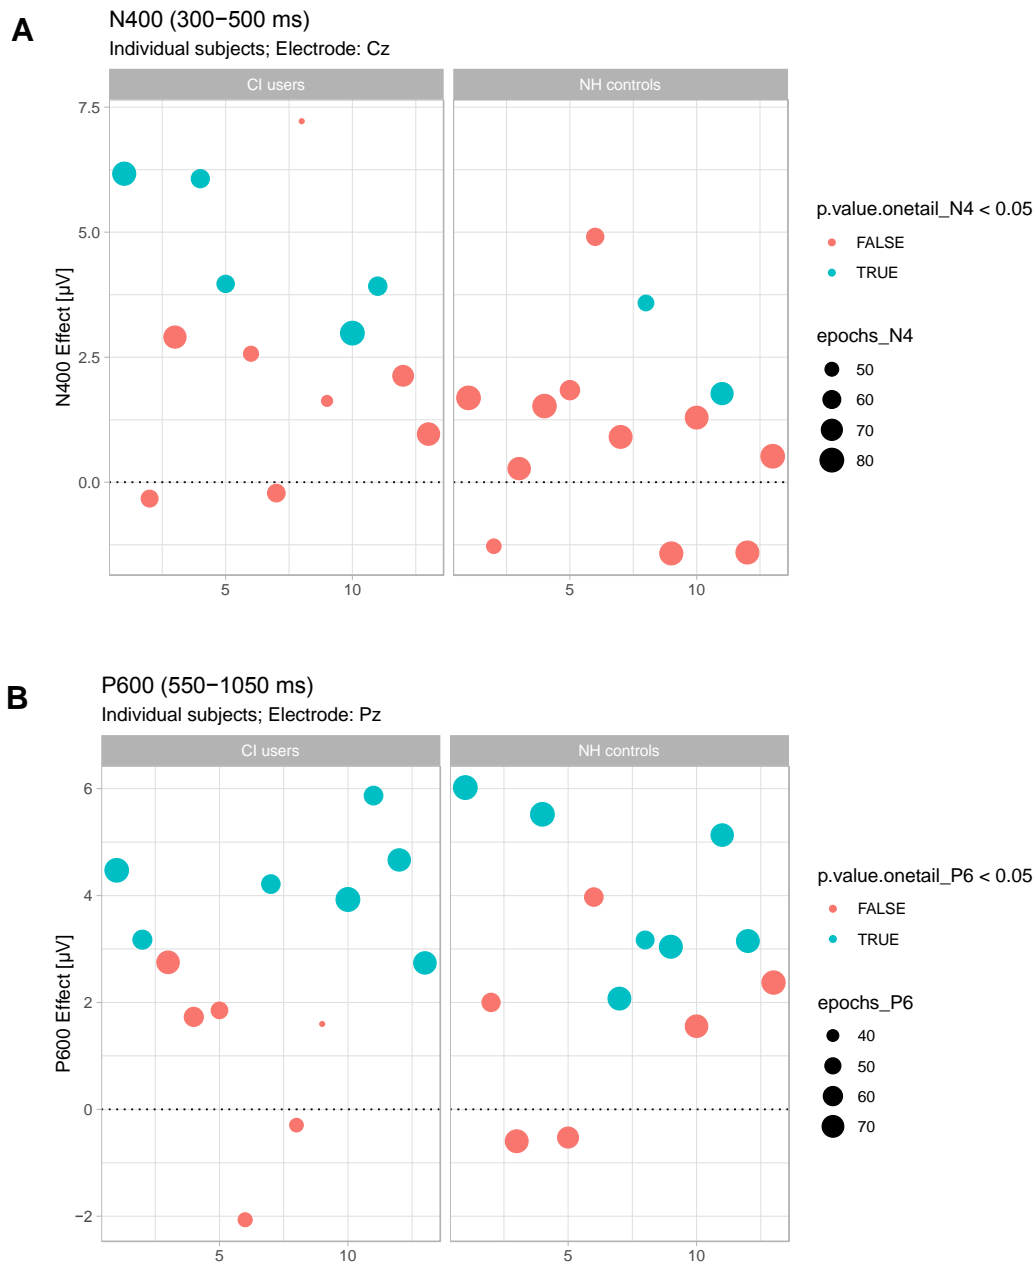 A
N400 (300−500 ms)
Individual subjects; Electrode: Cz
CI users
NH controls
7.5
5.0
2.5
0.0
N400 Effect [µV]
5
10
5
10
p.value.onetail_N4 < 0.05
FALSE
TRUE
epochs_N4
50
60
70
80
B
P600 (550−1050 ms)
Individual subjects; Electrode: Pz
CI users
NH controls
6
4
2
0
−2
P600 Effect [µV]
5
10
5
10
p.value.onetail_P6 < 0.05
FALSE
TRUE
epochs_P6
40
50
60
70